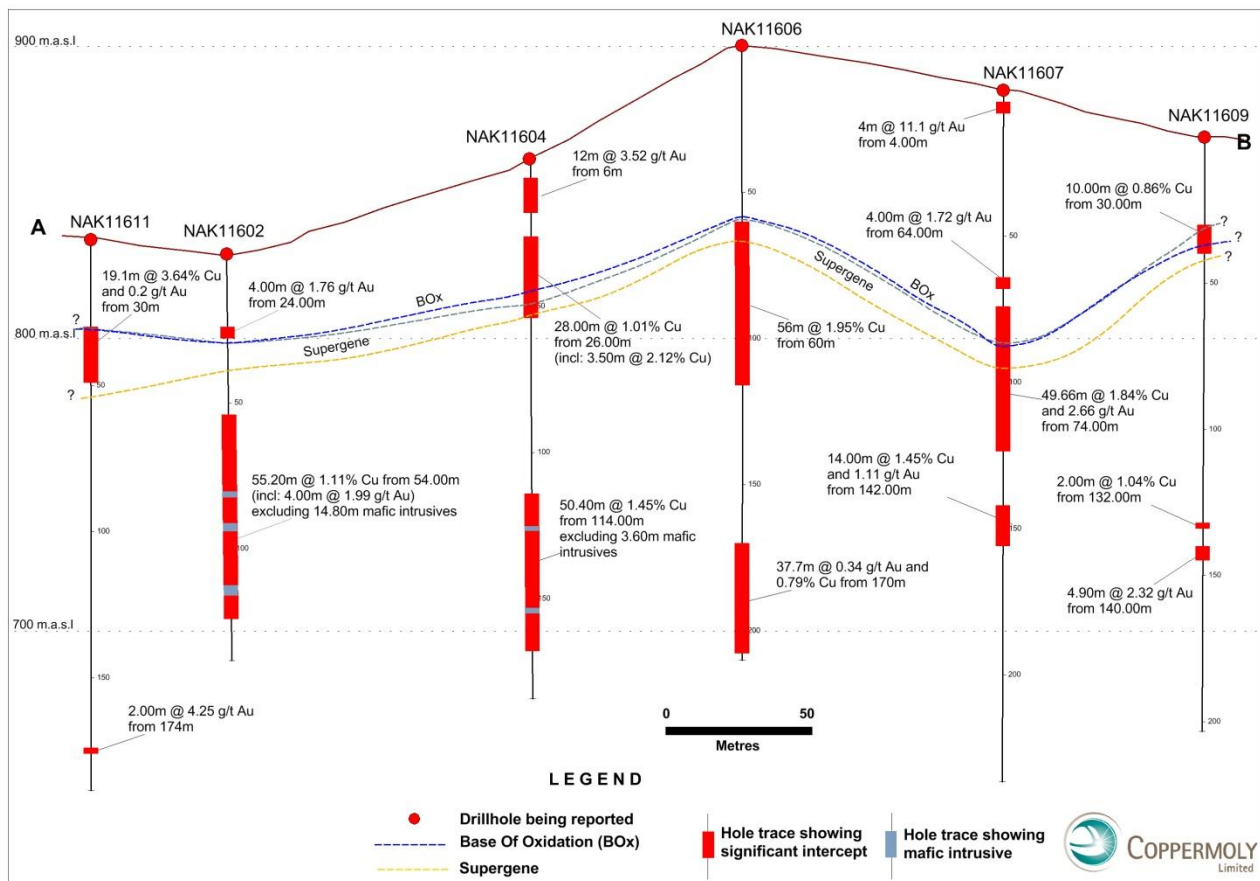 900 m.a.s.l
NAK11606
NAK11607
NAK11609
NAK11604
B
4m @ 11.1 g/t Au
from 4.00m
12m @ 3.52 g/t Au
from 6m
50
10.00m @ 0.86% Cu
from 30.00m
A
NAK11611
NAK11602
4.00m @ 1.72 g/t Au
from 64.00m
50
?
?
?
19.1m @ 3.64% Cu
and 0.2 g/t Au
from 30m
4.00m @ 1.76 g/t Au
from 24.00m
BOx
Supergene
BOx
50
50
?
800 m.a.s.l
Supergene
28.00m @ 1.01% Cu
from 26.00m
(incl: 3.50m @ 2.12% Cu)
56m @ 1.95% Cu
from 60m
100
50
?
50
100
49.66m @ 1.84% Cu
and 2.66 g/t Au
from 74.00m
100
100
55.20m @ 1.11% Cu from 54.00m
(incl: 4.00m @ 1.99 g/t Au)
excluding 14.80m mafic intrusives
50.40m @ 1.45% Cu
from 114.00m
excluding 3.60m mafic
intrusives
150
14.00m @ 1.45% Cu
and 1.11 g/t Au
from 142.00m
150
2.00m @ 1.04% Cu
from 132.00m
100
100
37.7m @ 0.34 g/t Au and
0.79% Cu from 170m
4.90m @ 2.32 g/t Au
from 140.00m
150
150
700 m.a.s.l
200
150
200
200
2.00m @ 4.25 g/t Au
from 174m
0 50
Metres
LEGEND
Drillhole being reported
Base Of Oxidation (BOx)
Supergene
Hole trace showing
significant intercept
Hole trace showing
mafic intrusive
COPPERMOLY
Limited